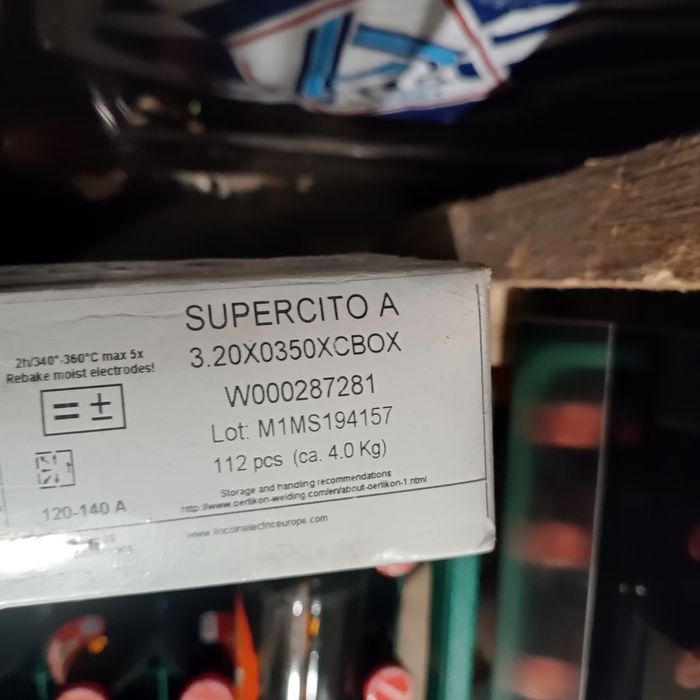 SUPERCITO A
3.20X0350XCBOX
W000287281
Lot: M1MS194157
112 pcs (ca. 4.0 Kg)
2h/340°-360°C max 5x
Rebake moist electrodes!
= ±
120-140 A
Storage and handling recommendations
http://www.oerlikon-welding.com/en/about-oerlikon-1.html
www.lincolnelectriceurope.com